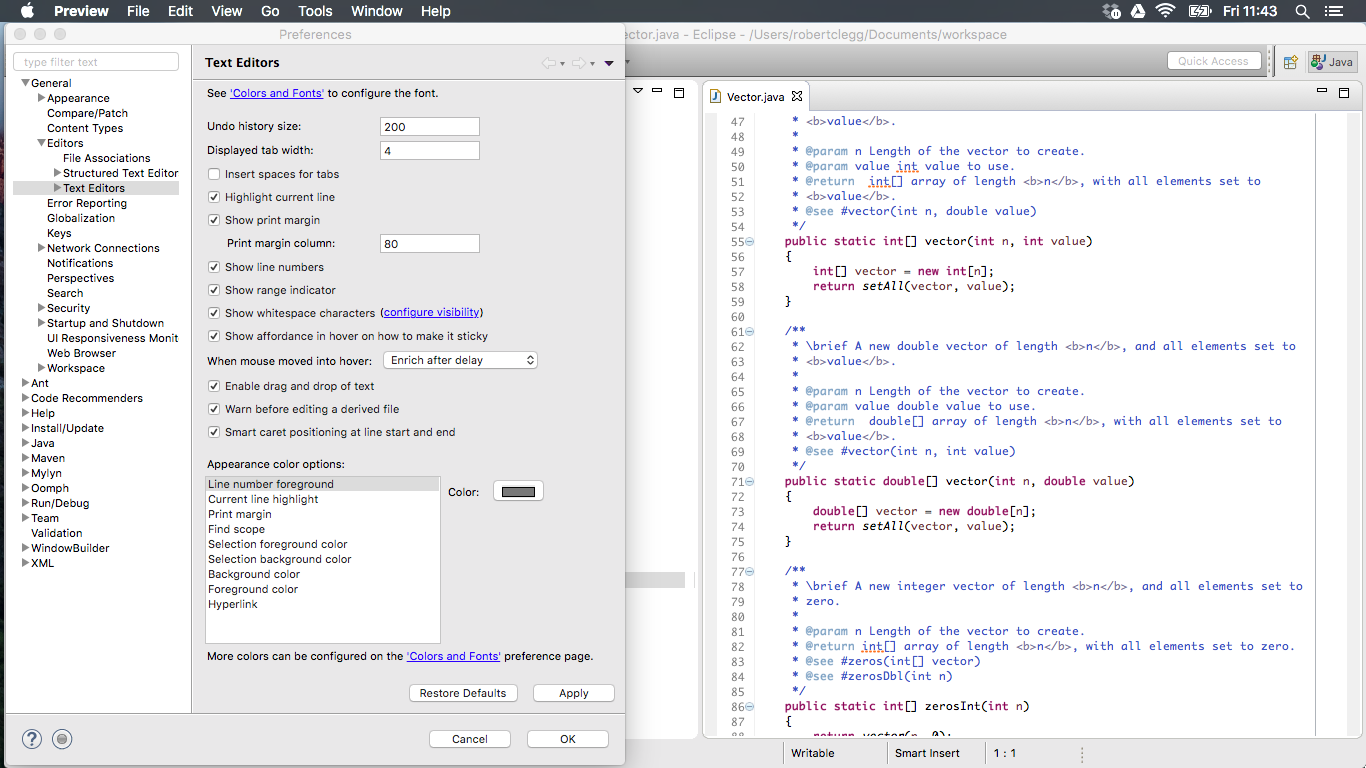 Preview File Edit View Go Tools Window Help Fri 11:43
Preferences
ctor.java - Eclipse - /Users/robertclegg/Documents/workspace
type filter text
General
Appearance
Compare/Patch
Content Types
Editors
File Associations
Structured Text Editor
Text Editors
Error Reporting
Globalization
Keys
Network Connections
Notifications
Perspectives
Search
Security
Startup and Shutdown
UI Responsiveness Monit
Web Browser
Workspace
Ant
Code Recommenders
Help
Install/Update
Java
Maven
Mylyn
Oomph
Run/Debug
Team
Validation
WindowBuilder
XML
Text Editors
See 'Colors and Fonts' to configure the font.
Undo history size: 200
Displayed tab width: 4
Insert spaces for tabs
Highlight current line
Show print margin
Print margin column: 80
Show line numbers
Show range indicator
Show whitespace characters (configure visibility)
Show affordance in hover on how to make it sticky
When mouse moved into hover: Enrich after delay
Enable drag and drop of text
Warn before editing a derived file
Smart caret positioning at line start and end
Appearance color options:
Line number foreground
Current line highlight
Print margin
Find scope
Selection foreground color
Selection background color
Background color
Foreground color
Hyperlink
Color:
More colors can be configured on the 'Colors and Fonts' preference page.
Restore Defaults Apply
Cancel OK
Quick Access Java
Vector.java
47 * <b>value</b>.
48 *
49 * @param n Length of the vector to create.
50 * @param value int value to use.
51 * @return  int[] array of length <b>n</b>, with all elements set to
52 * <b>value</b>.
53 * @see #vector(int n, double value)
54 */
55 public static int[] vector(int n, int value)
56 {
57 int[] vector = new int[n];
58 return setAll(vector, value);
59 }
60
61 /**
62 * \brief A new double vector of length <b>n</b>, and all elements set to
63 * <b>value</b>.
64 *
65 * @param n Length of the vector to create.
66 * @param value double value to use.
67 * @return  double[] array of length <b>n</b>, with all elements set to
68 * <b>value</b>.
69 * @see #vector(int n, int value)
70 */
71 public static double[] vector(int n, double value)
72 {
73 double[] vector = new double[n];
74 return setAll(vector, value);
75 }
76
77 /**
78 * \brief A new integer vector of length <b>n</b>, and all elements set to
79 * zero.
80 *
81 * @param n Length of the vector to create.
82 * @return int[] array of length <b>n</b>, with all elements set to zero.
83 * @see #zeros(int[] vector)
84 * @see #zerosDbl(int n)
85 */
86 public static int[] zerosInt(int n)
87 {
88 return vector(n, 0);
Writable Smart Insert 1 : 1